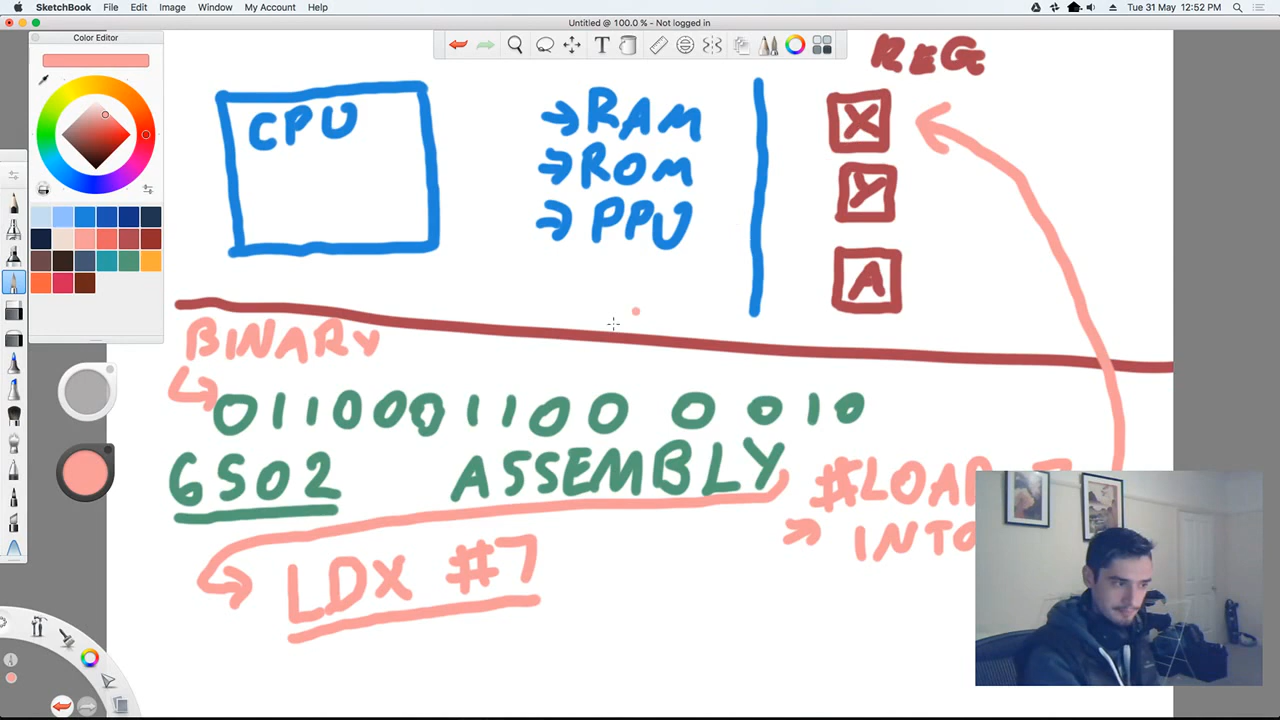 SketchBook File Edit Image Window My Account Help
Tue 31 May 12:52 PM
Untitled @ 100.0 % - Not logged in
Color Editor
T
REG
CPU
→RAM
→ROM
→PPU
X
Y
A
BINARY
01100011000 0 010
6502 ASSEMBLY
#LOAD
→ INTO
LDX #7